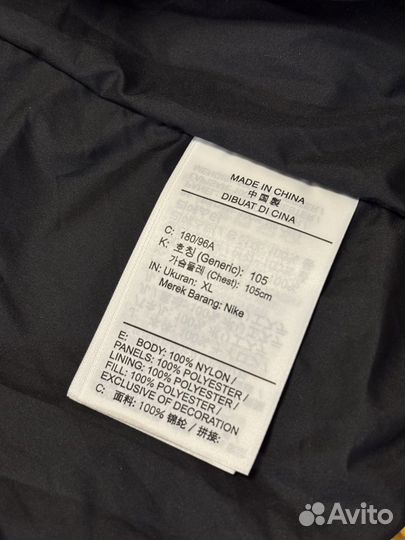 MADE IN CHINA
中国製
DIBUAT DI CINA
C: 180/96A
K: 호칭 (Generic): 105
가슴둘레 (Chest): 105cm
IN: Ukuran: XL
Merek Barang: Nike
E: BODY: 100% NYLON /
PANELS: 100% POLYESTER /
LINING: 100% POLYESTER /
FILL: 100% POLYESTER /
EXCLUSIVE OF DECORATION
C: 面料: 100% 锦纶 / 拼接:
Avito